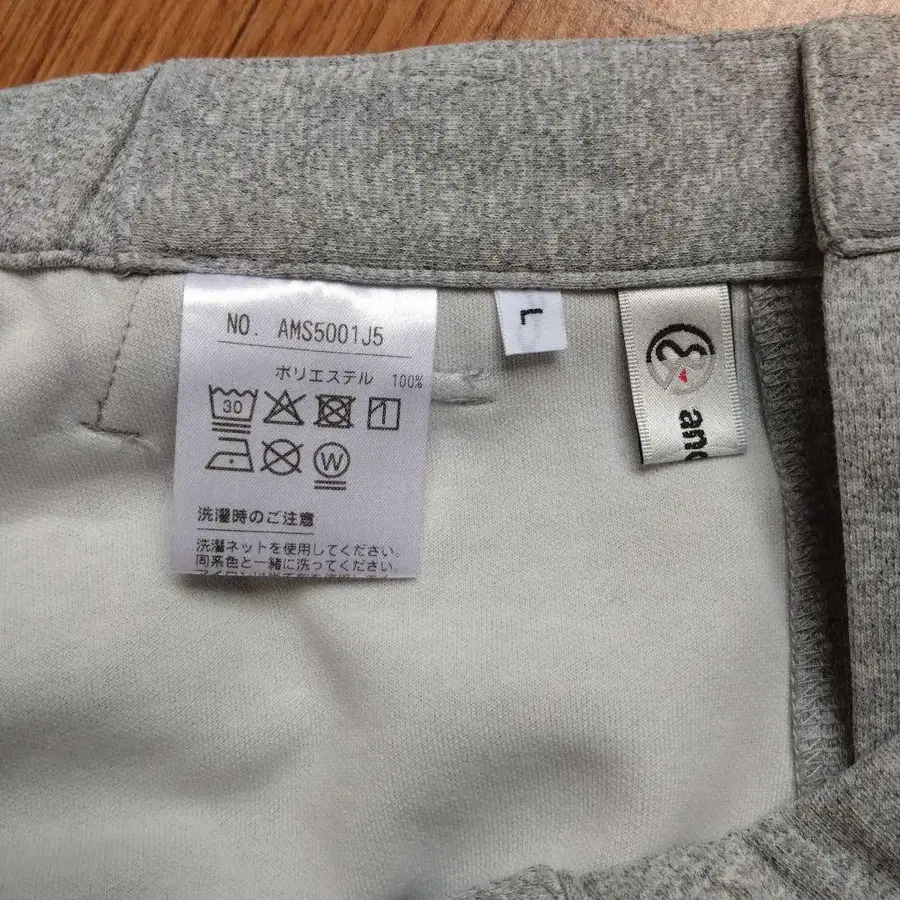 NO. AMS5001J5
ポリエステル 100%
30
W
洗濯時のご注意
洗濯ネットを使用してください。
同系色と一緒に洗ってください。
L
and